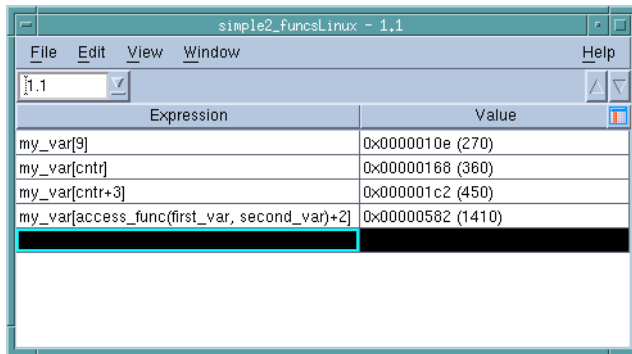 simple2_funcsLinux - 1.1
File Edit View Window Help
1.1
Expression Value
my_var[9] 0x0000010e (270)
my_var[cntr] 0x00000168 (360)
my_var[cntr+3] 0x000001c2 (450)
my_var[access_func(first_var, second_var)+2] 0x00000582 (1410)